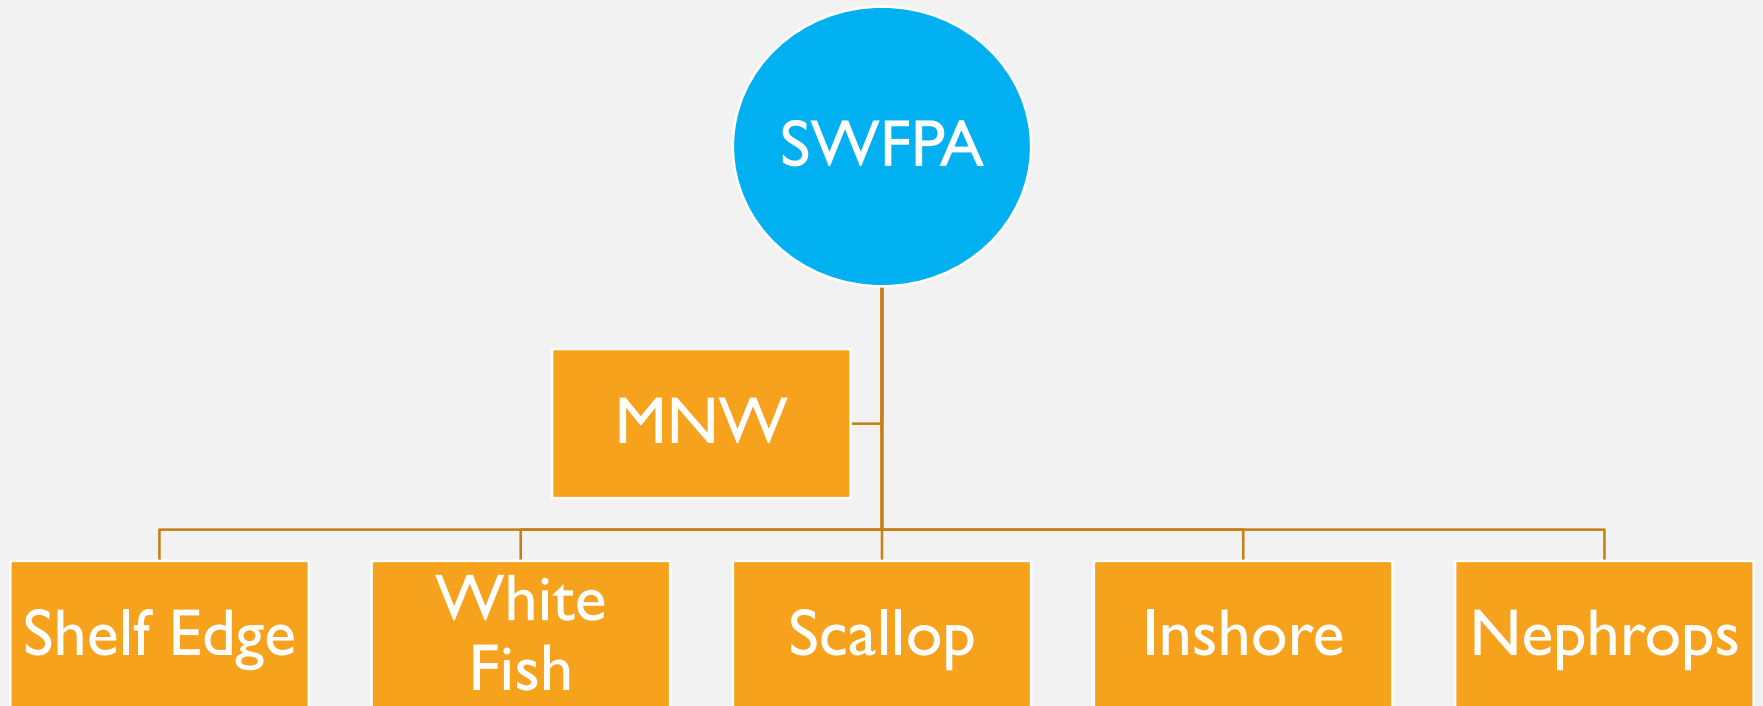 SWFPA
MNW
Shelf Edge
White
Fish
Scallop
Inshore
Nephrops